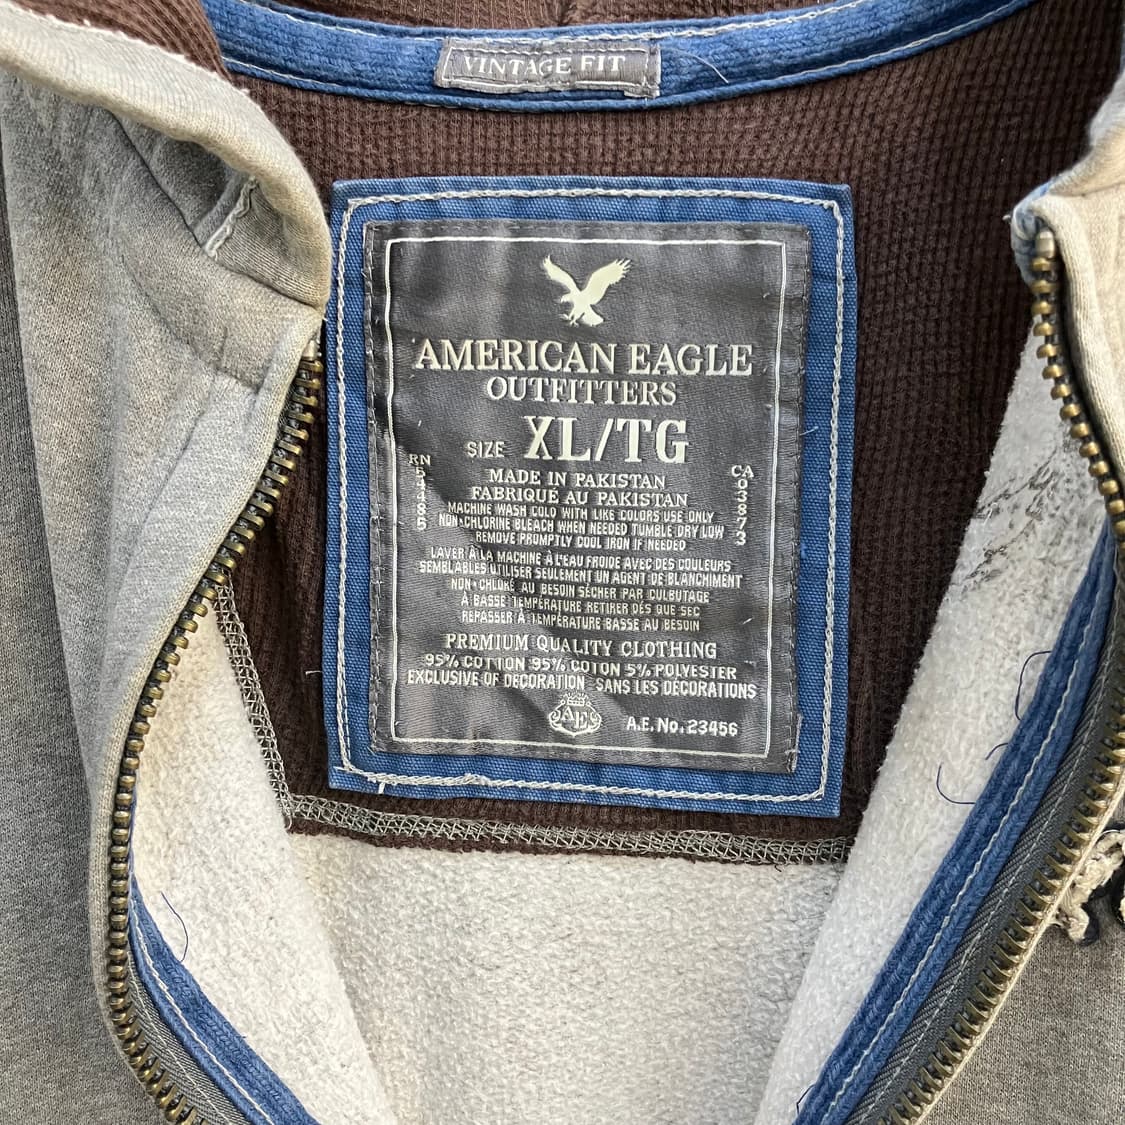 VINTAGE FIT
AMERICAN EAGLE
OUTFITTERS
SIZE XL/TG
RN 54485
CA 03873
MADE IN PAKISTAN
FABRIQUÉ AU PAKISTAN
MACHINE WASH COLD WITH LIKE COLORS USE ONLY
NON-CHLORINE BLEACH WHEN NEEDED TUMBLE DRY LOW
REMOVE PROMPTLY COOL IRON IF NEEDED
LAVER À LA MACHINE À L'EAU FROIDE AVEC DES COULEURS
SEMBLABLES UTILISER SEULEMENT UN AGENT DE BLANCHIMENT
NON-CHLORÉ AU BESOIN SÉCHER PAR CULBUTAGE
À BASSE TEMPÉRATURE RETIRER DÈS QUE SEC
REPASSER À TEMPÉRATURE BASSE AU BESOIN
PREMIUM QUALITY CLOTHING
95% COTTON 95% COTON 5% POLYESTER
EXCLUSIVE OF DECORATION SANS LES DÉCORATIONS
AE
A.E. No. 23456